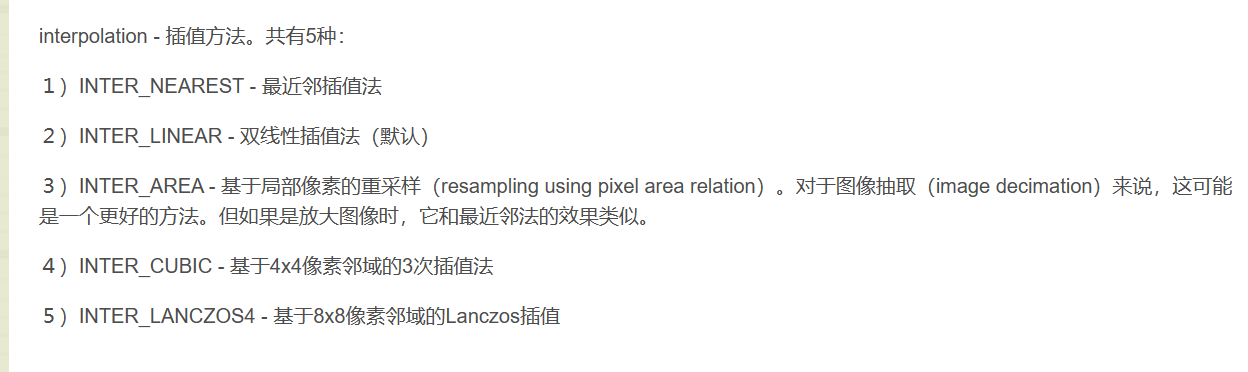 interpolation - 插值方法。共有5种：
１）INTER_NEAREST - 最近邻插值法
２）INTER_LINEAR - 双线性插值法（默认）
３）INTER_AREA - 基于局部像素的重采样（resampling using pixel area relation）。对于图像抽取（image decimation）来说，这可能
是一个更好的方法。但如果是放大图像时，它和最近邻法的效果类似。
４）INTER_CUBIC - 基于4x4像素邻域的3次插值法
５）INTER_LANCZOS4 - 基于8x8像素邻域的Lanczos插值